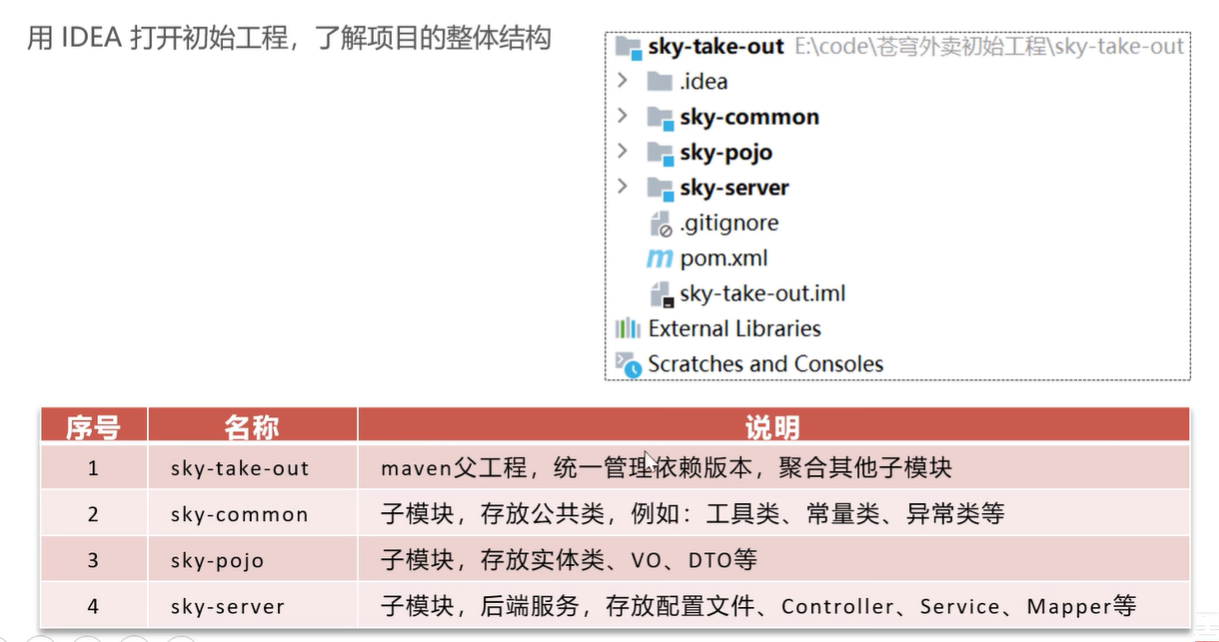 用 IDEA 打开初始工程，了解项目的整体结构
sky-take-out E:\code\苍穹外卖初始工程\sky-take-out
.idea
sky-common
sky-pojo
sky-server
.gitignore
pom.xml
sky-take-out.iml
External Libraries
Scratches and Consoles
序号 名称 说明
1 sky-take-out maven父工程，统一管理依赖版本，聚合其他子模块
2 sky-common 子模块，存放公共类，例如：工具类、常量类、异常类等
3 sky-pojo 子模块，存放实体类、VO、DTO等
4 sky-server 子模块，后端服务，存放配置文件、Controller、Service、Mapper等